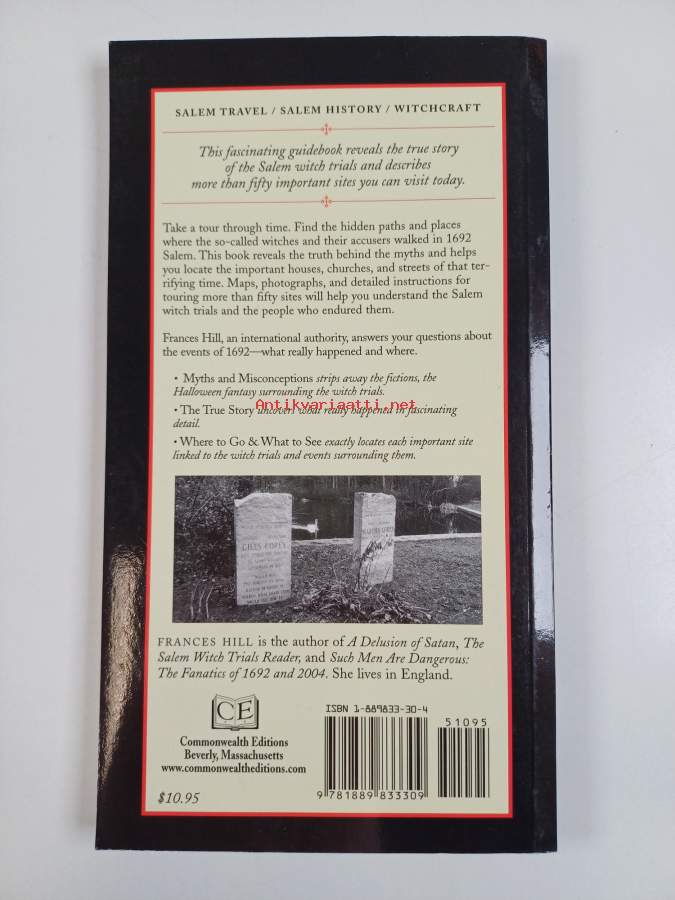 SALEM TRAVEL / SALEM HISTORY / WITCHCRAFT
This fascinating guidebook reveals the true story
of the Salem witch trials and describes
more than fifty important sites you can visit today.
Take a tour through time. Find the hidden paths and places
where the so-called witches and their accusers walked in 1692
Salem. This book reveals the truth behind the myths and helps
you locate the important houses, churches, and streets of that ter-
rifying time. Maps, photographs, and detailed instructions for
touring more than fifty sites will help you understand the Salem
witch trials and the people who endured them.
Frances Hill, an international authority, answers your questions about
the events of 1692—what really happened and where.
• Myths and Misconceptions strips away the fictions, the
Halloween fantasy surrounding the witch trials.
Antikvariaatti.net
• The True Story uncovers what really happened in fascinating
detail.
• Where to Go & What to See exactly locates each important site
linked to the witch trials and events surrounding them.
GILES COREY
FRANCES HILL is the author of A Delusion of Satan, The
Salem Witch Trials Reader, and Such Men Are Dangerous:
The Fanatics of 1692 and 2004. She lives in England.
CE
Commonwealth Editions
Beverly, Massachusetts
www.commonwealtheditions.com
$10.95
ISBN 1-889833-30-4
51095
9 781889 833309